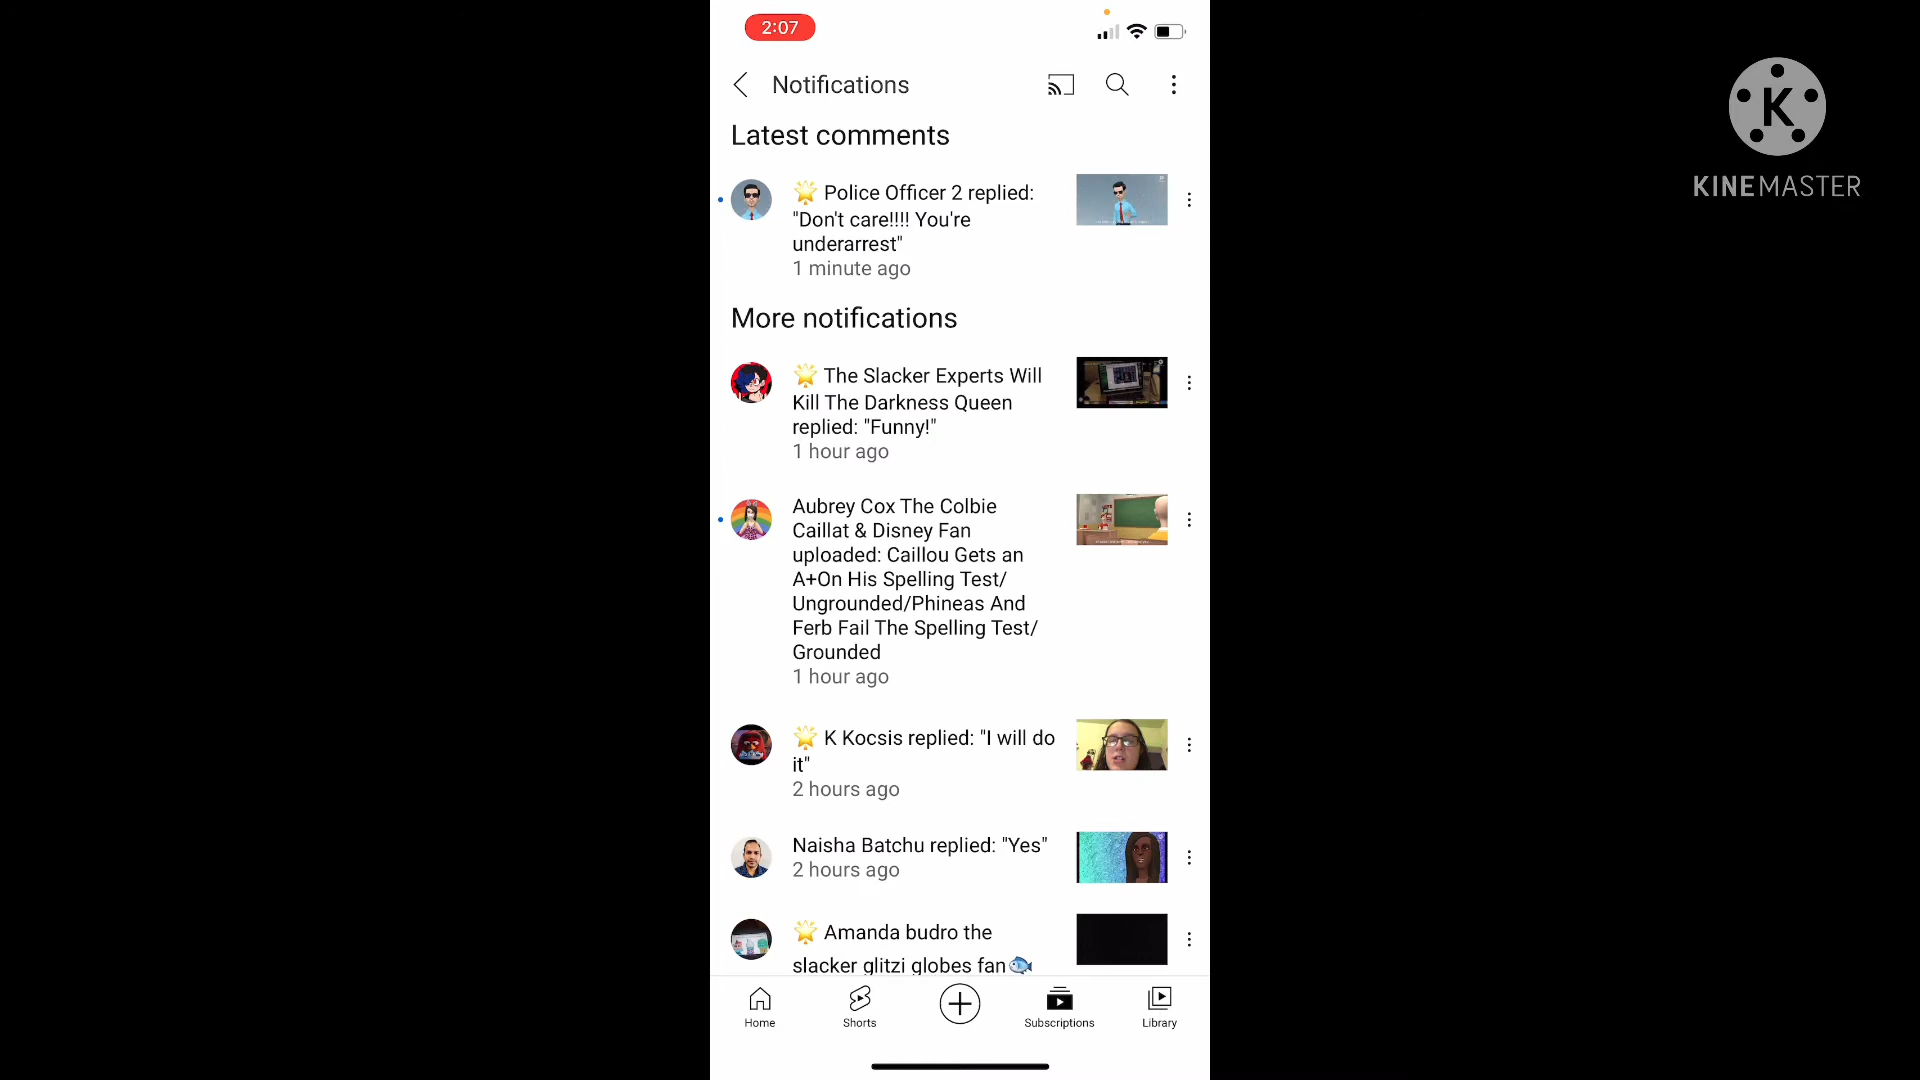 2:07
Notifications
Latest comments
🌟 Police Officer 2 replied:
"Don't care!!!! You're
underarrest"
1 minute ago
More notifications
🌟 The Slacker Experts Will
Kill The Darkness Queen
replied: "Funny!"
1 hour ago
Aubrey Cox The Colbie
Caillat & Disney Fan
uploaded: Caillou Gets an
A+On His Spelling Test/
Ungrounded/Phineas And
Ferb Fail The Spelling Test/
Grounded
1 hour ago
🌟 K Kocsis replied: "I will do
it"
2 hours ago
Naisha Batchu replied: "Yes"
2 hours ago
🌟 Amanda budro the
slacker glitzi globes fan🐟
Home
Shorts
Subscriptions
Library
K
KINEMASTER